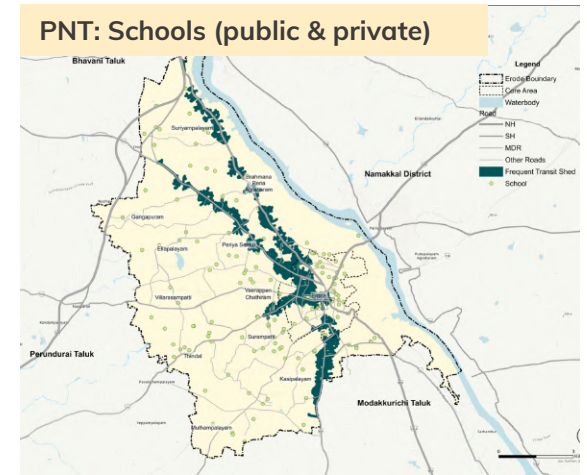 PNT: Schools (public & private)
Bhavani Taluk
Legend
Erode Boundary
Core Area
Waterbody
Road
NH
SH
MDR
Other Roads
Frequent Transit Shed
School
Suriyampalayam
Namakkal District
Brahmana
Peria
Gangapuram
Ellapalayam
Periya Semur
Villarasampatti
Veerappan
Chathiram
Erode
Surampatti
Thindal
Perundurai Taluk
Kasipalayam
Modakkurichi Taluk
Muthampalayam